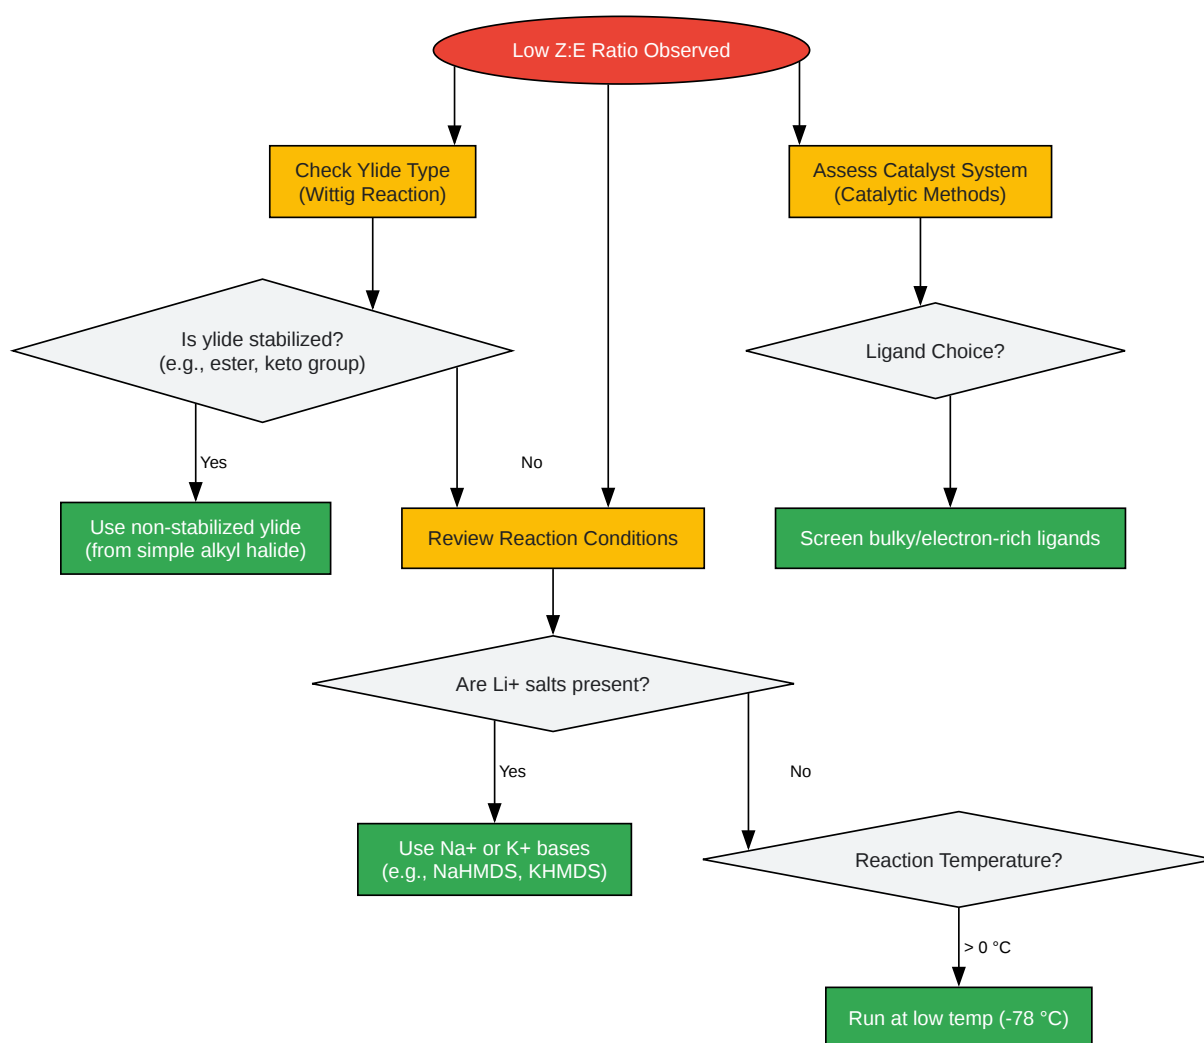 Low Z:E Ratio Observed
Check Ylide Type
(Wittig Reaction)
Assess Catalyst System
(Catalytic Methods)
Is ylide stabilized?
(e.g., ester, keto group)
Ligand Choice?
Yes
No
Use non-stabilized ylide
(from simple alkyl halide)
Review Reaction Conditions
Screen bulky/electron-rich ligands
Are Li+ salts present?
Yes
No
Use Na+ or K+ bases
(e.g., NaHMDS, KHMDS)
Reaction Temperature?
> 0 °C
Run at low temp (-78 °C)